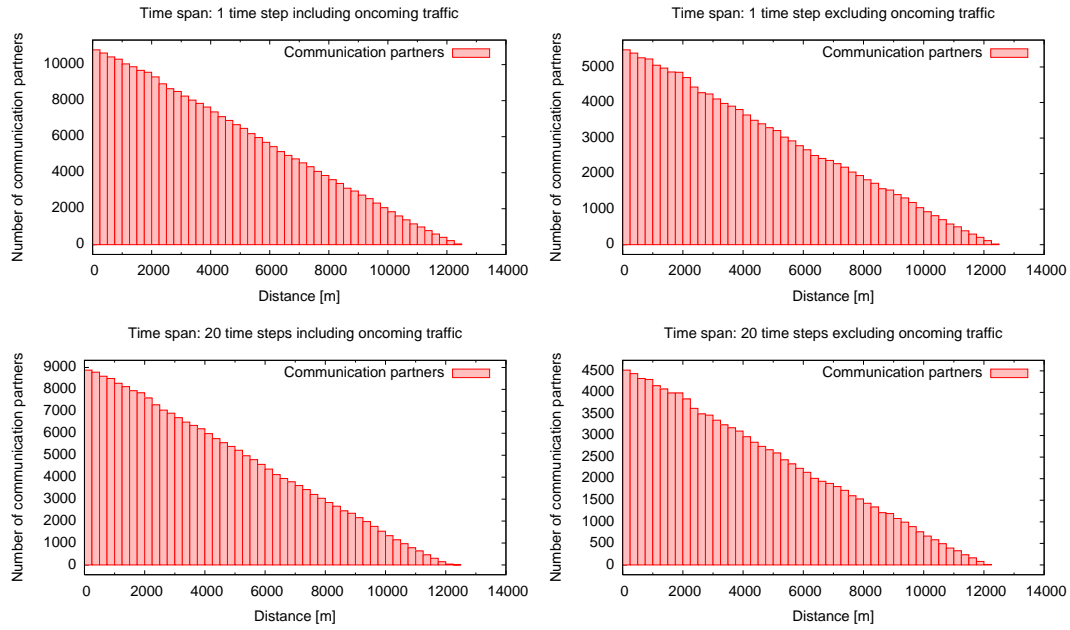 Time span: 1 time step including oncoming traffic
Number of communication partners
Communication partners
10000
8000
6000
4000
2000
0
0 2000 4000 6000 8000 10000 12000 14000
Distance [m]
Time span: 1 time step excluding oncoming traffic
Number of communication partners
Communication partners
5000
4000
3000
2000
1000
0
0 2000 4000 6000 8000 10000 12000 14000
Distance [m]
Time span: 20 time steps including oncoming traffic
Number of communication partners
Communication partners
9000
8000
7000
6000
5000
4000
3000
2000
1000
0
0 2000 4000 6000 8000 10000 12000 14000
Distance [m]
Time span: 20 time steps excluding oncoming traffic
Number of communication partners
Communication partners
4500
4000
3500
3000
2500
2000
1500
1000
500
0
0 2000 4000 6000 8000 10000 12000 14000
Distance [m]